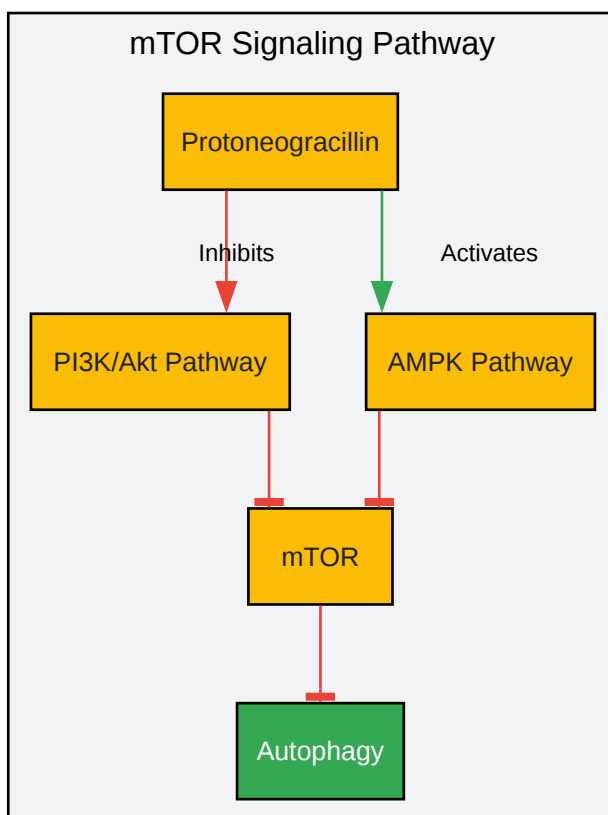 mTOR Signaling Pathway
Protoneogracillin
Inhibits
Activates
PI3K/Akt Pathway
AMPK Pathway
mTOR
Autophagy